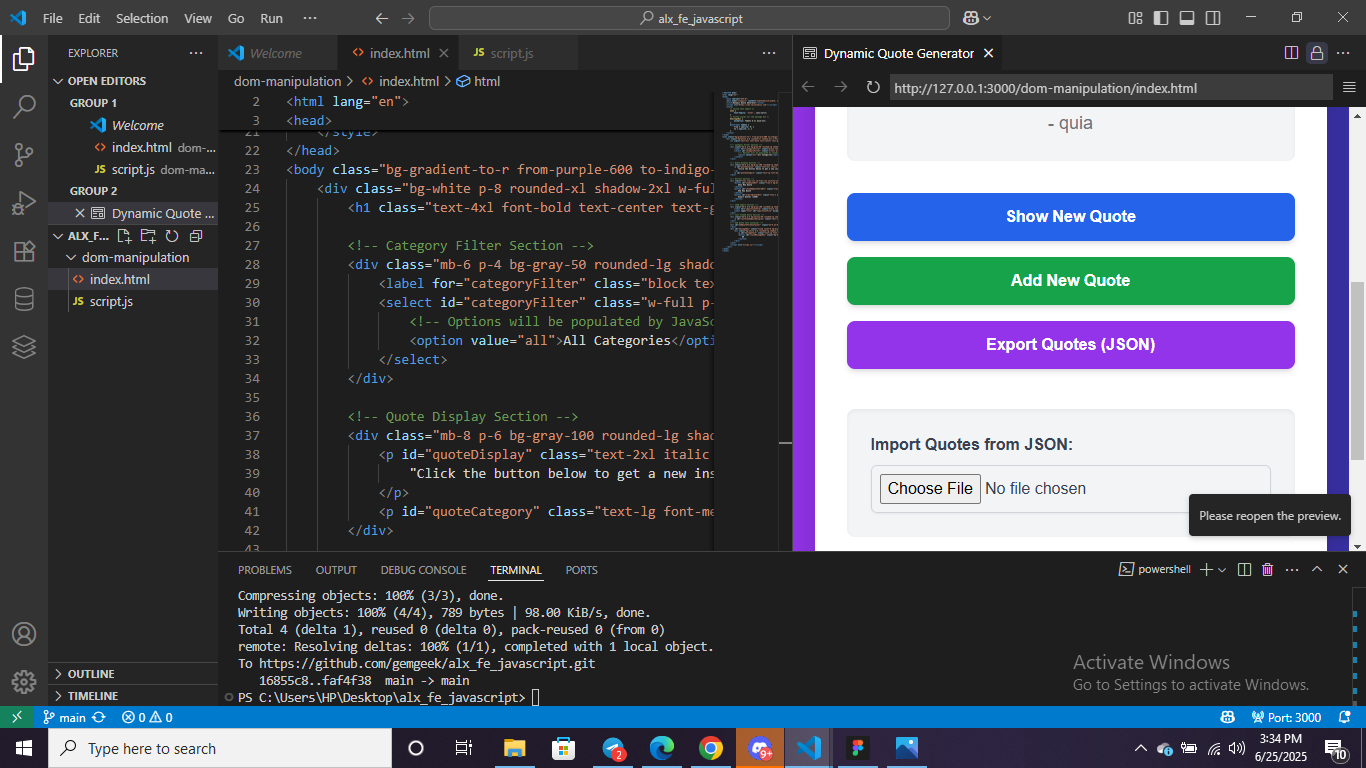 File Edit Selection View Go Run ···
alx_fe_javascript
EXPLORER ···
OPEN EDITORS
GROUP 1
Welcome
index.html dom-...
JS script.js dom-ma...
GROUP 2
Dynamic Quote ...
ALX_F...
dom-manipulation
index.html
JS script.js
OUTLINE
TIMELINE
Welcome
index.html
JS script.js
···
dom-manipulation > index.html > html
2 <html lang="en">
3 <head>
21 </style>
22 </head>
23 <body class="bg-gradient-to-r from-purple-600 to-indigo-
24 <div class="bg-white p-8 rounded-xl shadow-2xl w-ful
25 <h1 class="text-4xl font-bold text-center text-g
26
27 <!-- Category Filter Section -->
28 <div class="mb-6 p-4 bg-gray-50 rounded-lg shado
29 <label for="categoryFilter" class="block tex
30 <select id="categoryFilter" class="w-full p-
31 <!-- Options will be populated by JavaSc
32 <option value="all">All Categories</opti
33 </select>
34 </div>
35
36 <!-- Quote Display Section -->
37 <div class="mb-8 p-6 bg-gray-100 rounded-lg shad
38 <p id="quoteDisplay" class="text-2xl italic
39 "Click the button below to get a new ins
40 </p>
41 <p id="quoteCategory" class="text-lg font-me
42 </div>
43
Dynamic Quote Generator
···
http://127.0.0.1:3000/dom-manipulation/index.html
- quia
Show New Quote
Add New Quote
Export Quotes (JSON)
Import Quotes from JSON:
Choose File No file chosen
Please reopen the preview.
PROBLEMS OUTPUT DEBUG CONSOLE TERMINAL PORTS
powershell
···
Compressing objects: 100% (3/3), done.
Writing objects: 100% (4/4), 789 bytes | 98.00 KiB/s, done.
Total 4 (delta 1), reused 0 (delta 0), pack-reused 0 (from 0)
remote: Resolving deltas: 100% (1/1), completed with 1 local object.
To https://github.com/gemgeek/alx_fe_javascript.git
16855c8..faf4f38 main -> main
PS C:\Users\HP\Desktop\alx_fe_javascript>
Activate Windows
Go to Settings to activate Windows.
main
0 0
Port: 3000
Type here to search
2
9+
3:34 PM
6/25/2025
10